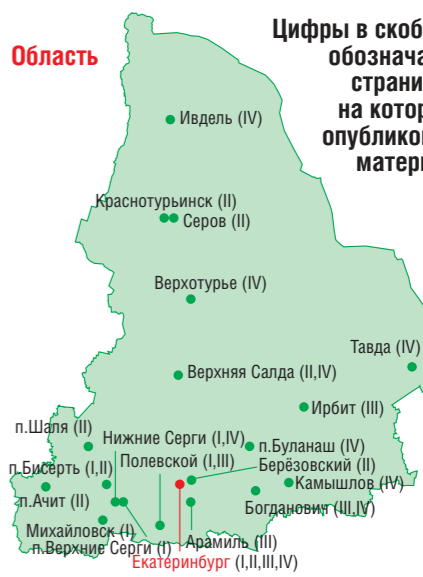 Область
Цифры в скоб
обознача
страни
на котор
опубликов
матери
Ивдель (IV)
Краснотурьинск (II)
Серов (II)
Верхотурье (IV)
Тавда (IV)
Верхняя Салда (II,IV)
Ирбит (III)
п.Шаля (II)
Нижние Серги (I,IV)
п.Буланаш (IV)
Полевской (I,III)
Берёзовский (II)
п.Бисерть (I,II)
Камышлов (IV)
п.Ачит (II)
Богданович (III,IV)
Михайловск (I)
Арамиль (III)
п.Верхние Серги (I)
Екатеринбург (I,II,III,IV)